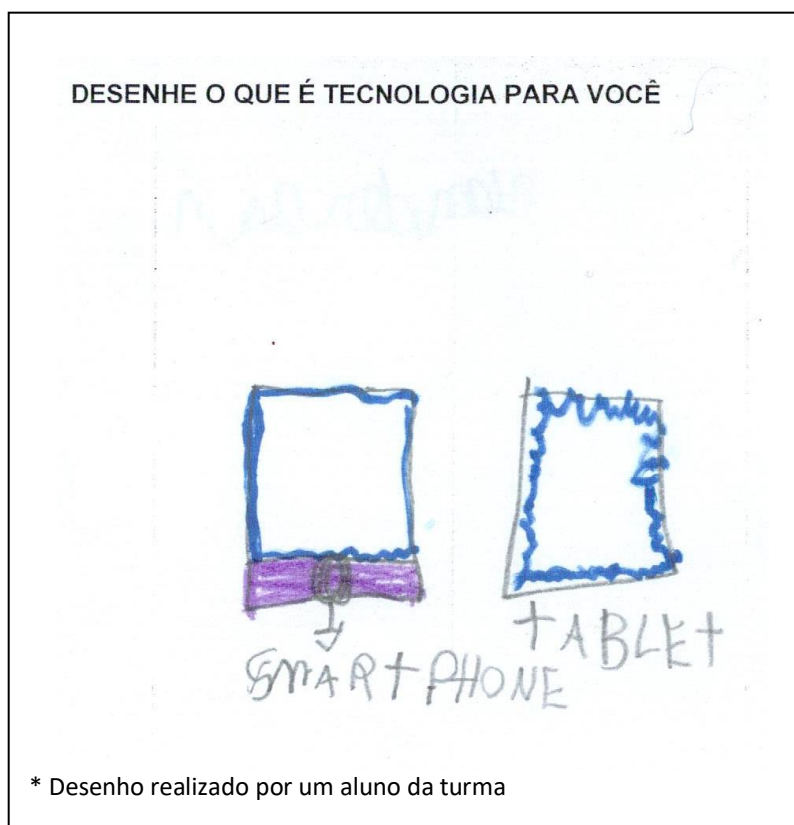 DESENHE O QUE É TECNOLOGIA PARA VOCÊ
TABLET
SMARTPHONE
* Desenho realizado por um aluno da turma